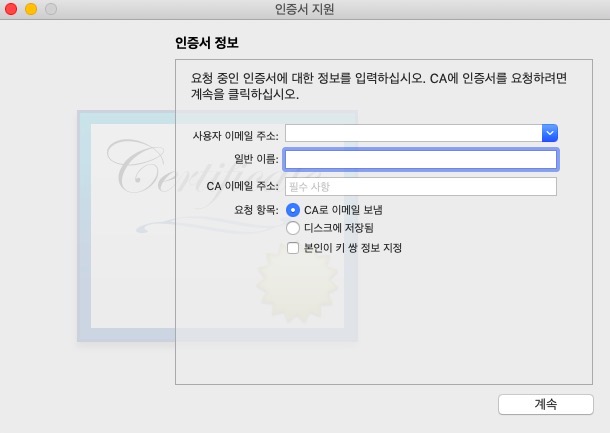 인증서 지원
인증서 정보
요청 중인 인증서에 대한 정보를 입력하십시오. CA에 인증서를 요청하려면
계속을 클릭하십시오.
사용자 이메일 주소:
일반 이름:
CA 이메일 주소: 필수 사항
요청 항목: CA로 이메일 보냄
디스크에 저장됨
본인이 키 쌍 정보 지정
Certificate
계속